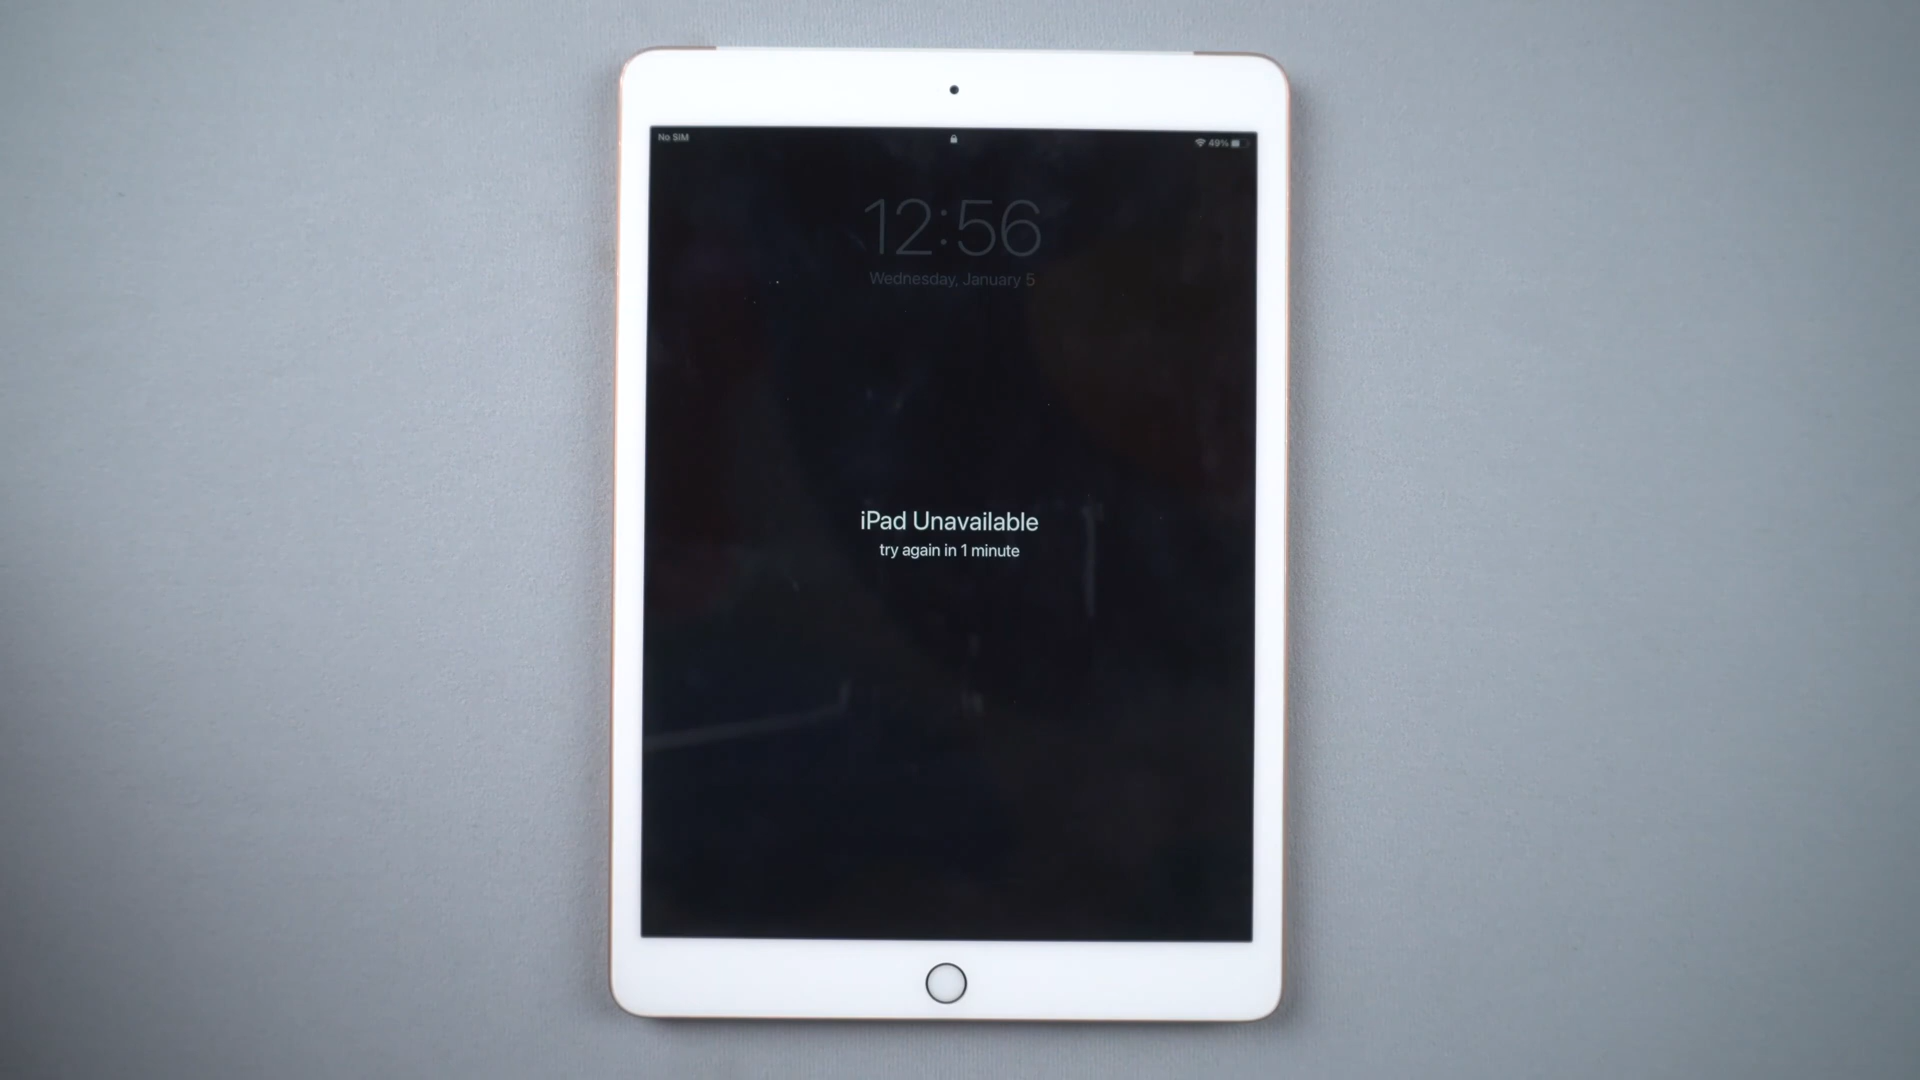 No SIM
49%
12:56
Wednesday, January 5
iPad Unavailable
try again in 1 minute